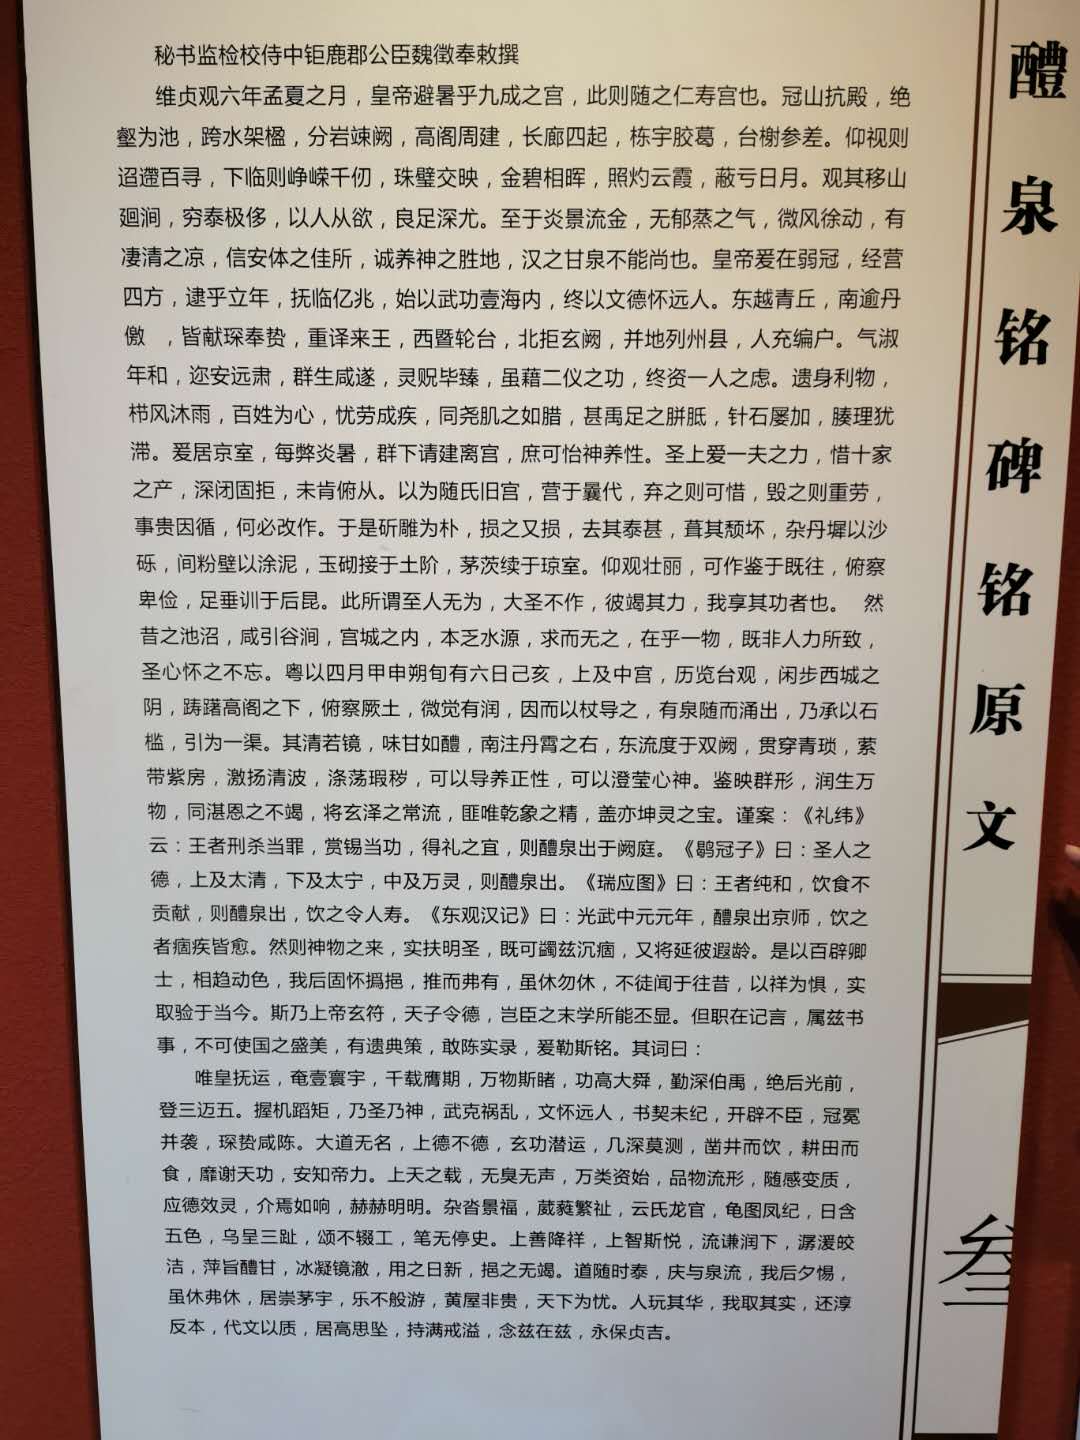 醴泉铭碑铭原文
叁
秘书监检校侍中钜鹿郡公臣魏徵奉敕撰
维贞观六年孟夏之月，皇帝避暑乎九成之宫，此则随之仁寿宫也。冠山抗殿，绝
壑为池，跨水架楹，分岩竦阙，高阁周建，长廊四起，栋宇胶葛，台榭参差。仰视则
迢遰百寻，下临则峥嵘千仞，珠璧交映，金碧相晖，照灼云霞，蔽亏日月。观其移山
廻涧，穷泰极侈，以人从欲，良足深尤。至于炎景流金，无郁蒸之气，微风徐动，有
凄清之凉，信安体之佳所，诚养神之胜地，汉之甘泉不能尚也。皇帝爰在弱冠，经营
四方，逮乎立年，抚临亿兆，始以武功壹海内，终以文德怀远人。东越青丘，南逾丹
儌 ，皆献琛奉贽，重译来王，西暨轮台，北拒玄阙，并地列州县，人充编户。气淑
年和，迩安远肃，群生咸遂，灵贶毕臻，虽藉二仪之功，终资一人之虑。遗身利物，
栉风沐雨，百姓为心，忧劳成疾，同尧肌之如腊，甚禹足之胼胝，针石屡加，腠理犹
滞。爰居京室，每弊炎暑，群下请建离宫，庶可怡神养性。圣上爱一夫之力，惜十家
之产，深闭固拒，未肯俯从。以为随氏旧宫，营于曩代，弃之则可惜，毁之则重劳，
事贵因循，何必改作。于是斫雕为朴，损之又损，去其泰甚，葺其颓坏，杂丹墀以沙
砾，间粉壁以涂泥，玉砌接于土阶，茅茨续于琼室。仰观壮丽，可作鉴于既往，俯察
卑俭，足垂训于后昆。此所谓至人无为，大圣不作，彼竭其力，我享其功者也。 然
昔之池沼，咸引谷涧，宫城之内，本乏水源，求而无之，在乎一物，既非人力所致，
圣心怀之不忘。粤以四月甲申朔旬有六日己亥，上及中宫，历览台观，闲步西城之
阴，踌躇高阁之下，俯察厥土，微觉有润，因而以杖导之，有泉随而涌出，乃承以石
槛，引为一渠。其清若镜，味甘如醴，南注丹霄之右，东流度于双阙，贯穿青琐，萦
带紫房，激扬清波，涤荡瑕秽，可以导养正性，可以澄莹心神。鉴映群形，润生万
物，同湛恩之不竭，将玄泽之常流，匪唯乾象之精，盖亦坤灵之宝。谨案：《礼纬》
云：王者刑杀当罪，赏锡当功，得礼之宜，则醴泉出于阙庭。《鹖冠子》曰：圣人之
德，上及太清，下及太宁，中及万灵，则醴泉出。《瑞应图》曰：王者纯和，饮食不
贡献，则醴泉出，饮之令人寿。《东观汉记》曰：光武中元元年，醴泉出京师，饮之
者痼疾皆愈。然则神物之来，实扶明圣，既可蠲兹沉痼，又将延彼遐龄。是以百辟卿
士，相趋动色，我后固怀撝挹，推而弗有，虽休勿休，不徒闻于往昔，以祥为惧，实
取验于当今。斯乃上帝玄符，天子令德，岂臣之末学所能丕显。但职在记言，属兹书
事，不可使国之盛美，有遗典策，敢陈实录，爰勒斯铭。其词曰：
唯皇抚运，奄壹寰宇，千载膺期，万物斯睹，功高大舜，勤深伯禹，绝后光前，
登三迈五。握机蹈矩，乃圣乃神，武克祸乱，文怀远人，书契未纪，开辟不臣，冠冕
并袭，琛贽咸陈。大道无名，上德不德，玄功潜运，几深莫测，凿井而饮，耕田而
食，靡谢天功，安知帝力。上天之载，无臭无声，万类资始，品物流形，随感变质，
应德效灵，介焉如响，赫赫明明。杂沓景福，葳蕤繁祉，云氏龙官，龟图凤纪，日含
五色，乌呈三趾，颂不辍工，笔无停史。上善降祥，上智斯悦，流谦润下，潺湲皎
洁，萍旨醴甘，冰凝镜澈，用之日新，挹之无竭。道随时泰，庆与泉流，我后夕惕，
虽休弗休，居崇茅宇，乐不般游，黄屋非贵，天下为忧。人玩其华，我取其实，还淳
反本，代文以质，居高思坠，持满戒溢，念兹在兹，永保贞吉。